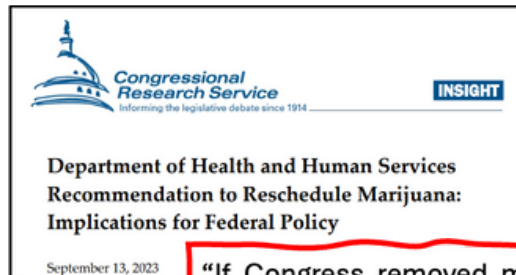 Congressional
Research Service
Informing the legislative debate since 1914
INSIGHT
Department of Health and Human Services
Recommendation to Reschedule Marijuana:
Implications for Federal Policy
September 13, 2023
“If Congress removed m